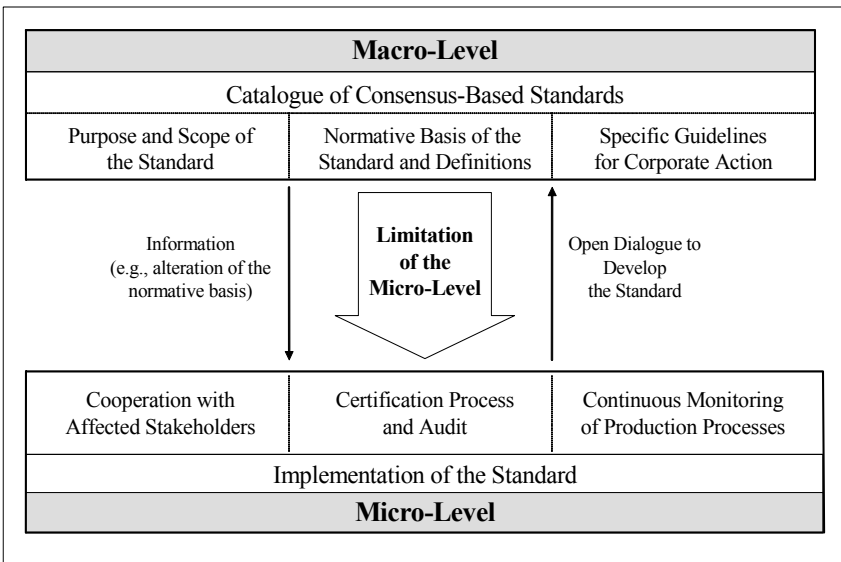 Macro-Level
Catalogue of Consensus-Based Standards
Purpose and Scope of
the Standard
Normative Basis of the
Standard and Definitions
Specific Guidelines
for Corporate Action
Information
(e.g., alteration of the
normative basis)
Limitation
of the
Micro-Level
Open Dialogue to
Develop
the Standard
Cooperation with
Affected Stakeholders
Certification Process
and Audit
Continuous Monitoring
of Production Processes
Implementation of the Standard
Micro-Level